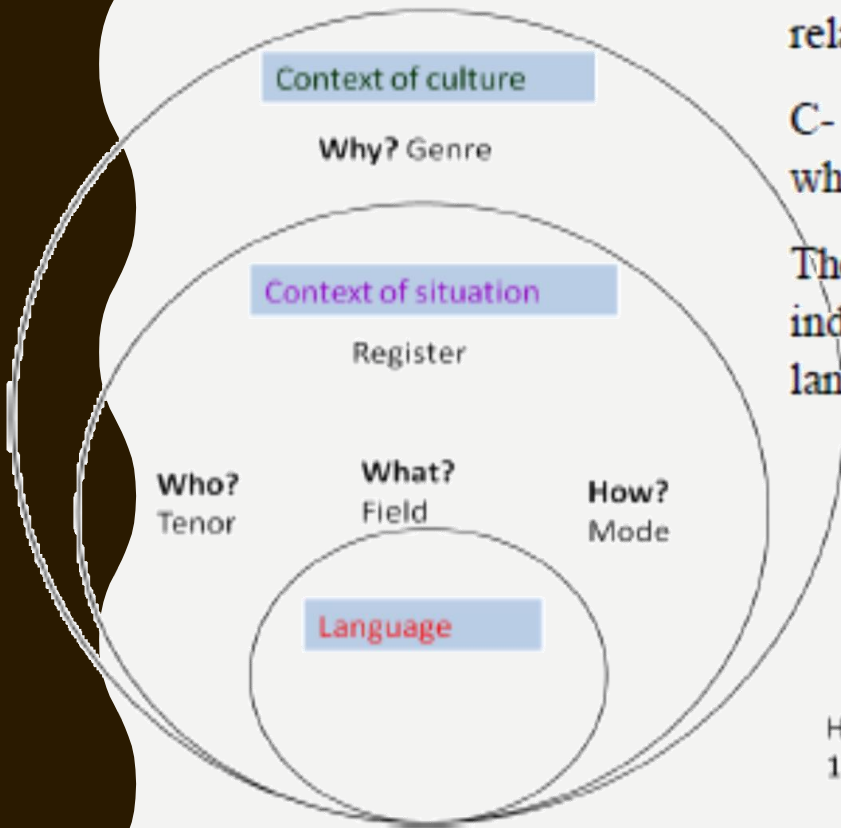 Context of culture
Why? Genre
Context of situation
Register
Who?
Tenor
What?
Field
How?
Mode
Language
C-